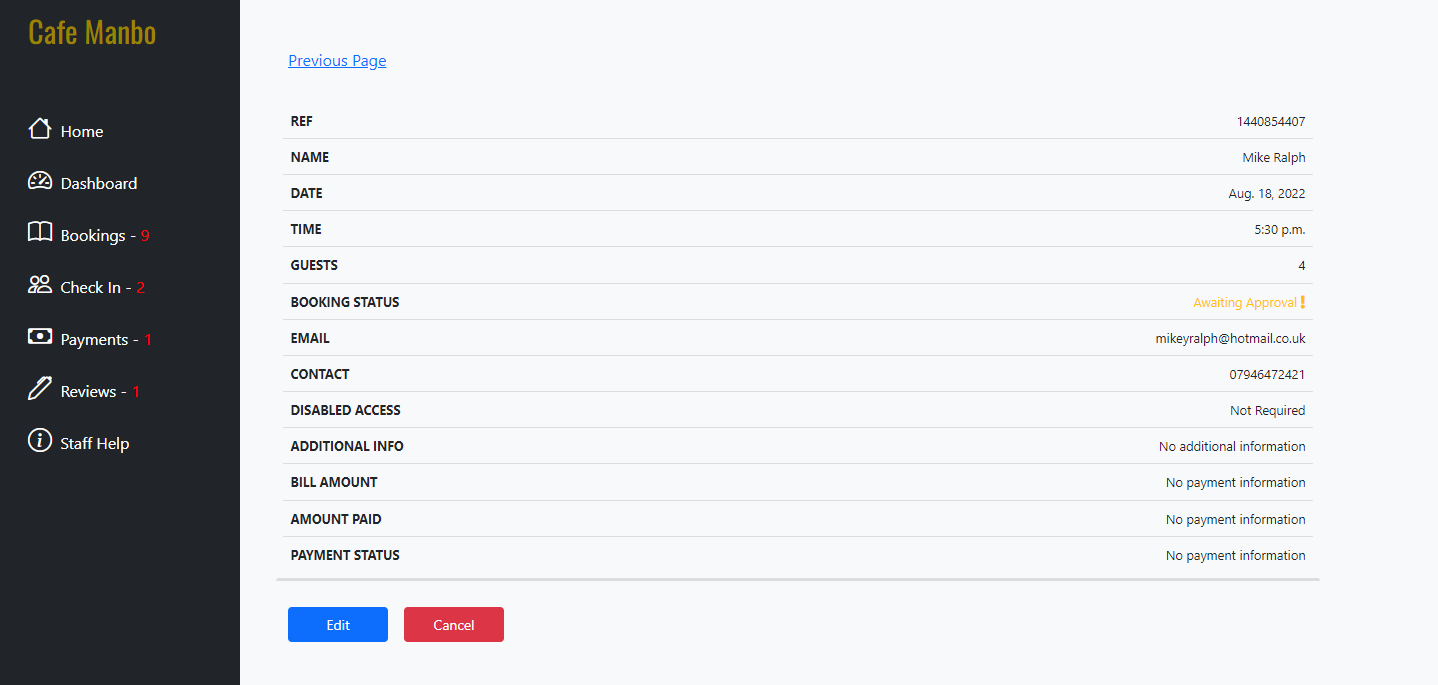 Cafe Manbo
Home
Dashboard
Bookings - 9
Check In - 2
Payments - 1
Reviews - 1
Staff Help
Previous Page
REF 1440854407
NAME Mike Ralph
DATE Aug. 18, 2022
TIME 5:30 p.m.
GUESTS 4
BOOKING STATUS Awaiting Approval!
EMAIL mikeyralph@hotmail.co.uk
CONTACT 07946472421
DISABLED ACCESS Not Required
ADDITIONAL INFO No additional information
BILL AMOUNT No payment information
AMOUNT PAID No payment information
PAYMENT STATUS No payment information
Edit Cancel